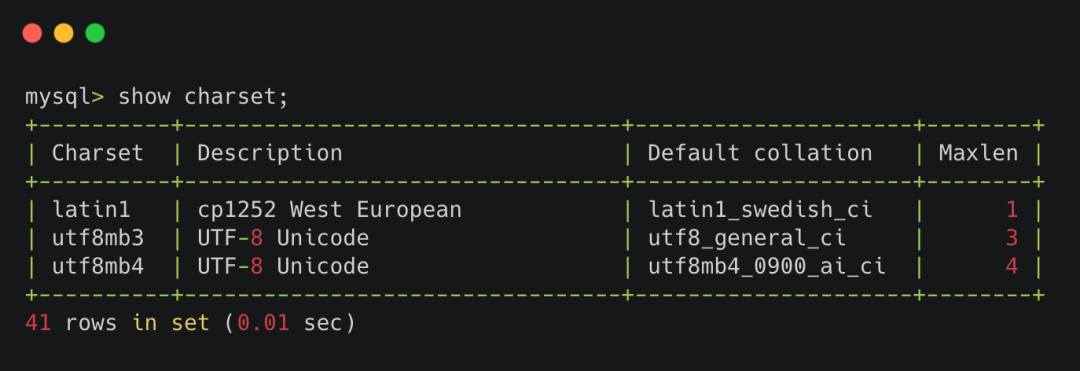 mysql> show charset;
+----------+---------------------------------+---------------------+--------+
| Charset  | Description                     | Default collation   | Maxlen |
+----------+---------------------------------+---------------------+--------+
| latin1   | cp1252 West European            | latin1_swedish_ci   |      1 |
| utf8mb3  | UTF-8 Unicode                   | utf8_general_ci     |      3 |
| utf8mb4  | UTF-8 Unicode                   | utf8mb4_0900_ai_ci  |      4 |
+----------+---------------------------------+---------------------+--------+
41 rows in set (0.01 sec)